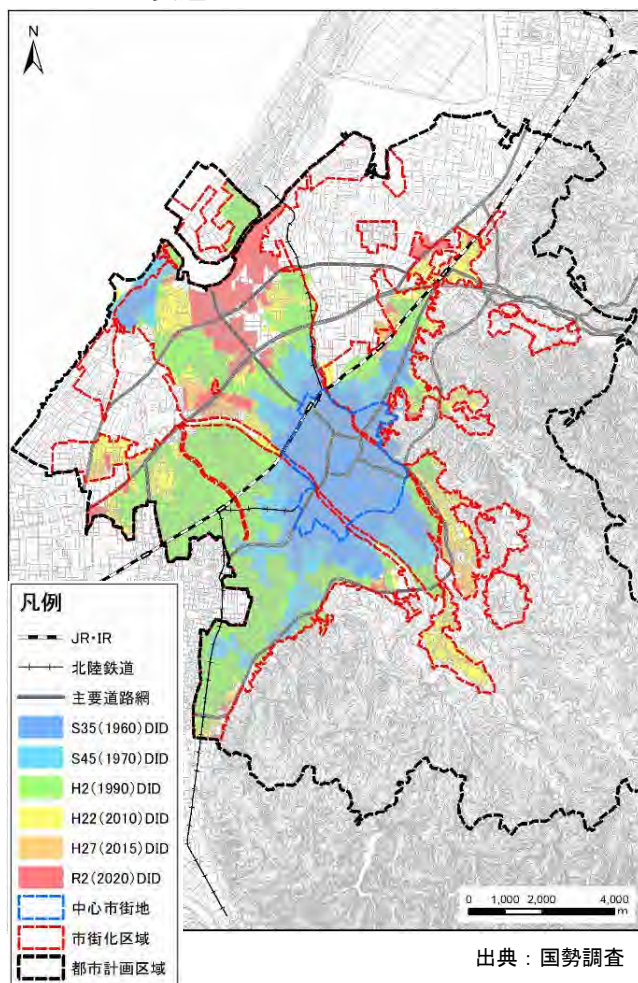 N
凡例
JR・IR
北陸鉄道
主要道路網
S35(1960)DID
S45(1970)DID
H2(1990)DID
H22(2010)DID
H27(2015)DID
R2(2020)DID
中心市街地
市街化区域
都市計画区域
0 1,000 2,000 4,000
m
出典：国勢調査